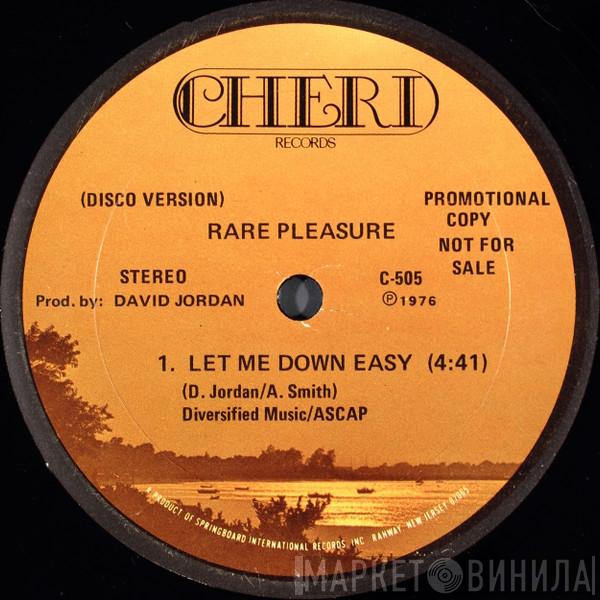 CHERI
RECORDS
(DISCO VERSION)
PROMOTIONAL
COPY
NOT FOR
SALE
RARE PLEASURE
STEREO
C-505
Prod. by: DAVID JORDAN
Ⓟ1976
1. LET ME DOWN EASY (4:41)
(D. Jordan/A. Smith)
Diversified Music/ASCAP
A PRODUCT OF SPRINGBOARD INTERNATIONAL RECORDS, INC. RAHWAY, NEW JERSEY 07065
МАРКЕТ ВИНИЛА